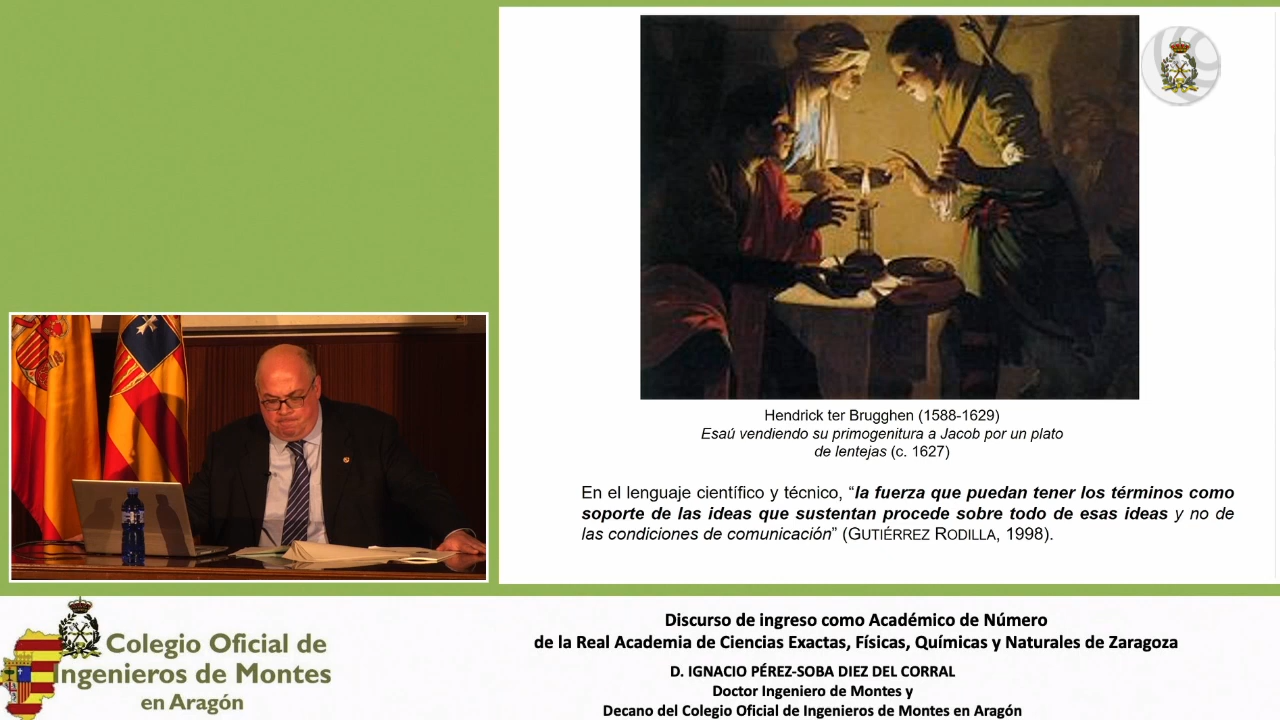 Hendrick ter Brugghen (1588-1629)
Esaú vendiendo su primogenitura a Jacob por un plato
de lentejas (c. 1627)
En el lenguaje científico y técnico, “la fuerza que puedan tener los términos como
soporte de las ideas que sustentan procede sobre todo de esas ideas y no de
las condiciones de comunicación” (GUTIÉRREZ RODILLA, 1998).
Colegio Oficial de
Ingenieros de Montes
en Aragón
Discurso de ingreso como Académico de Número
de la Real Academia de Ciencias Exactas, Físicas, Químicas y Naturales de Zaragoza
D. IGNACIO PÉREZ-SOBA DIEZ DEL CORRAL
Doctor Ingeniero de Montes y
Decano del Colegio Oficial de Ingenieros de Montes en Aragón